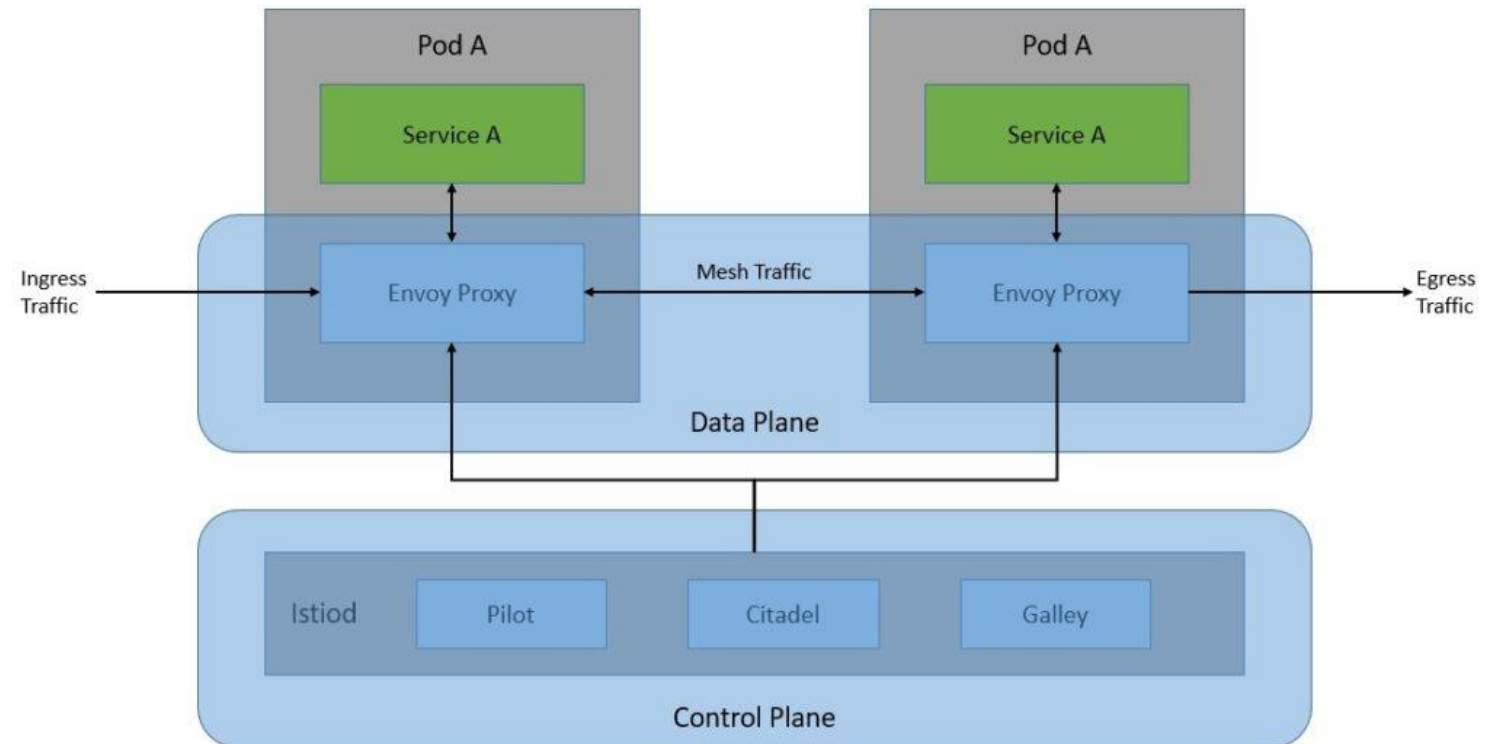 Pod A
Pod A
Service A
Service A
Ingress
Traffic
Envoy Proxy
Mesh Traffic
Envoy Proxy
Egress
Traffic
Data Plane
Istiod
Pilot
Citadel
Galley
Control Plane